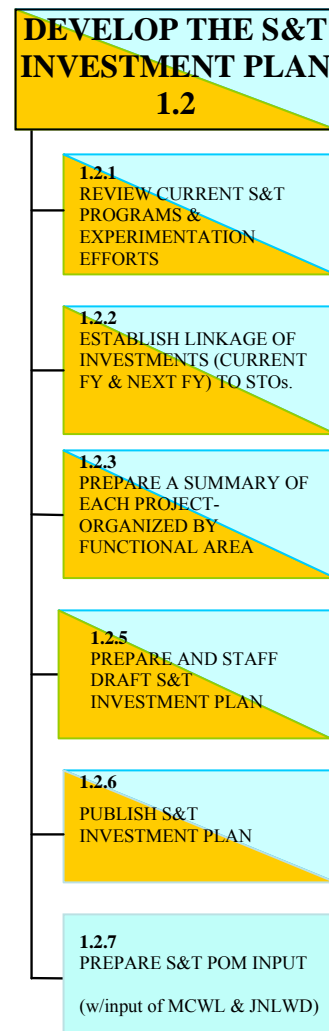 DEVELOP THE S&T
INVESTMENT PLAN
1.2
1.2.1
REVIEW CURRENT S&T
PROGRAMS &
EXPERIMENTATION
EFFORTS
1.2.2
ESTABLISH LINKAGE OF
INVESTMENTS (CURRENT
FY & NEXT FY) TO STOs.
1.2.3
PREPARE A SUMMARY OF
EACH PROJECT-
ORGANIZED BY
FUNCTIONAL AREA
1.2.5
PREPARE AND STAFF
DRAFT S&T
INVESTMENT PLAN
1.2.6
PUBLISH S&T
INVESTMENT PLAN
1.2.7
PREPARE S&T POM INPUT
(w/input of MCWL & JNLWD)